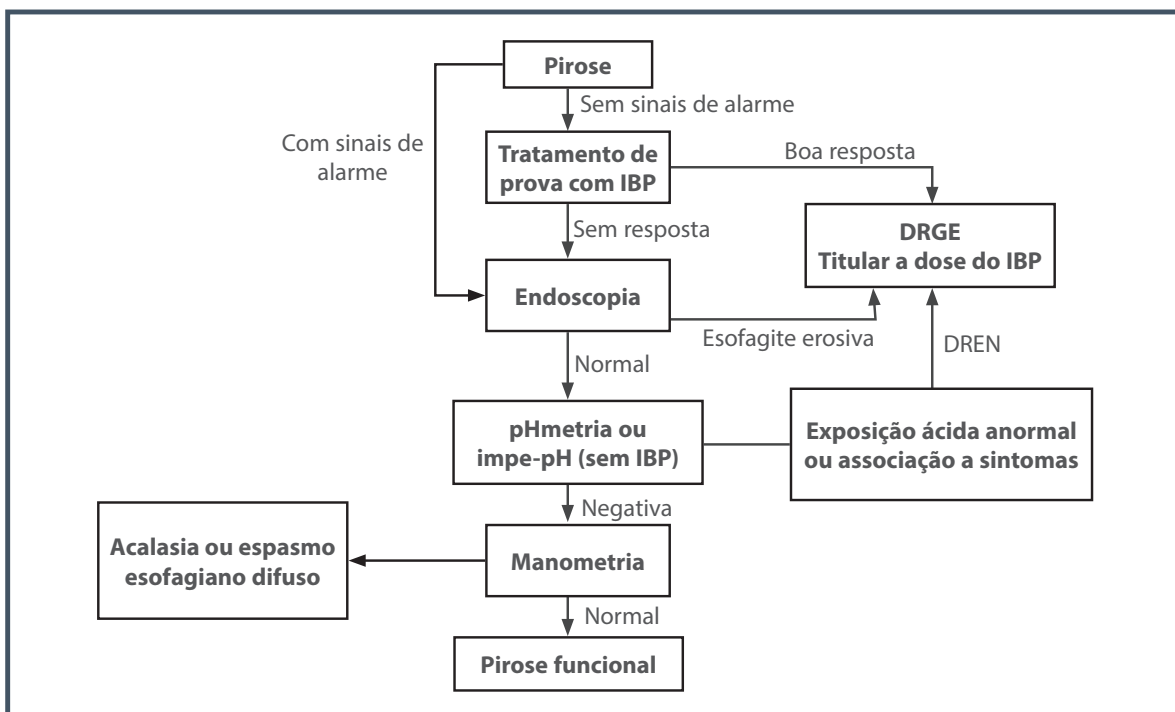 Pirose
Sem sinais de alarme
Com sinais de
alarme
Tratamento de
prova com IBP
Boa resposta
Sem resposta
DRGE
Titular a dose do IBP
Endoscopia
Esofagite erosiva
DREN
Normal
pHmetria ou
impe-pH (sem IBP)
Exposição ácida anormal
ou associação a sintomas
Negativa
Acalasia ou espasmo
esofagiano difuso
Manometria
Normal
Pirose funcional